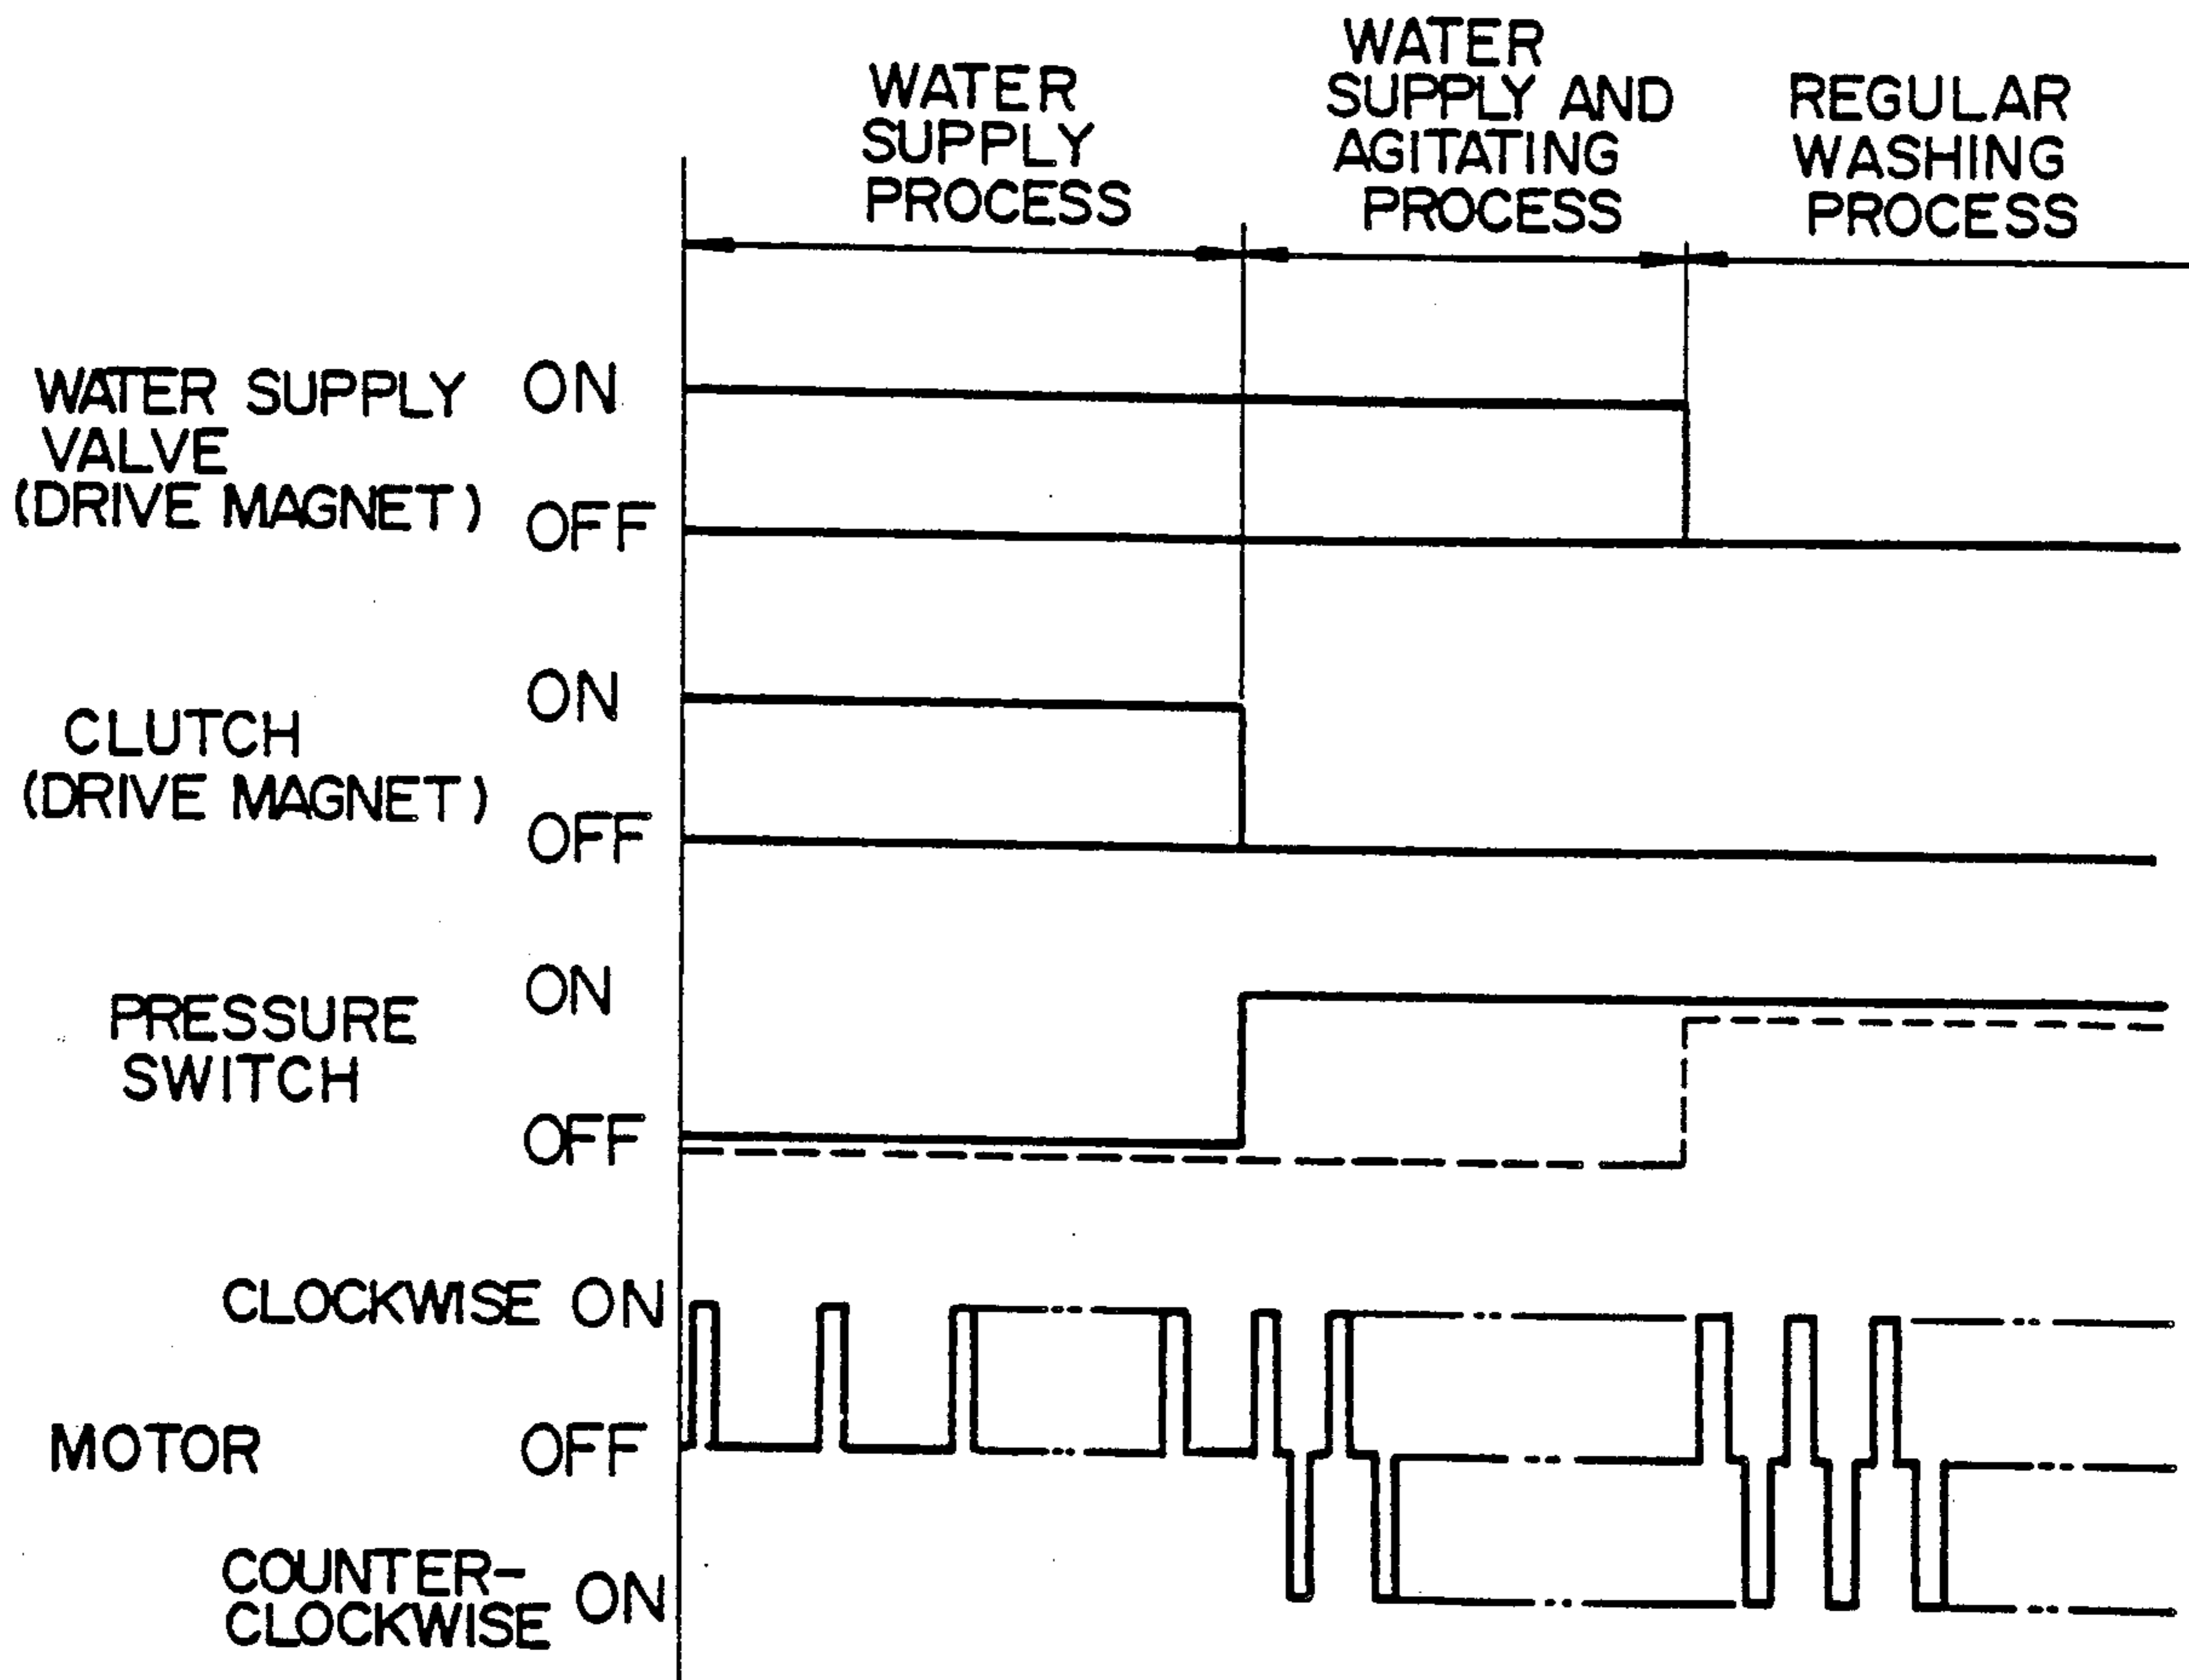 WATER
SUPPLY
PROCESS
WATER
SUPPLY AND
AGITATING
PROCESS
REGULAR
WASHING
PROCESS
WATER SUPPLY
VALVE
(DRIVE MAGNET)
ON
OFF
CLUTCH
(DRIVE MAGNET)
ON
OFF
PRESSURE
SWITCH
ON
OFF
MOTOR
CLOCKWISE ON
OFF
COUNTER-
CLOCKWISE ON